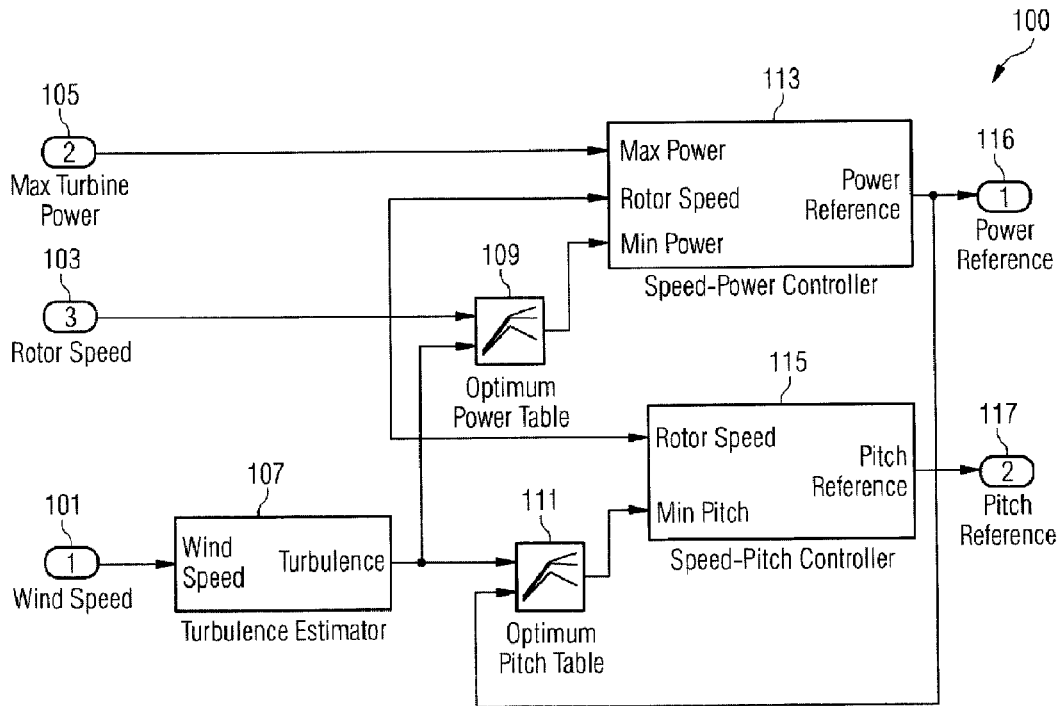 100
105
2
Max Turbine
Power
103
3
Rotor Speed
101
1
Wind Speed
107
Wind
Speed
Turbulence
Turbulence Estimator
109
Optimum
Power Table
111
Optimum
Pitch Table
113
Max Power
Rotor Speed
Min Power
Power
Reference
Speed-Power Controller
115
Rotor Speed
Min Pitch
Pitch
Reference
Speed-Pitch Controller
116
1
Power
Reference
117
2
Pitch
Reference